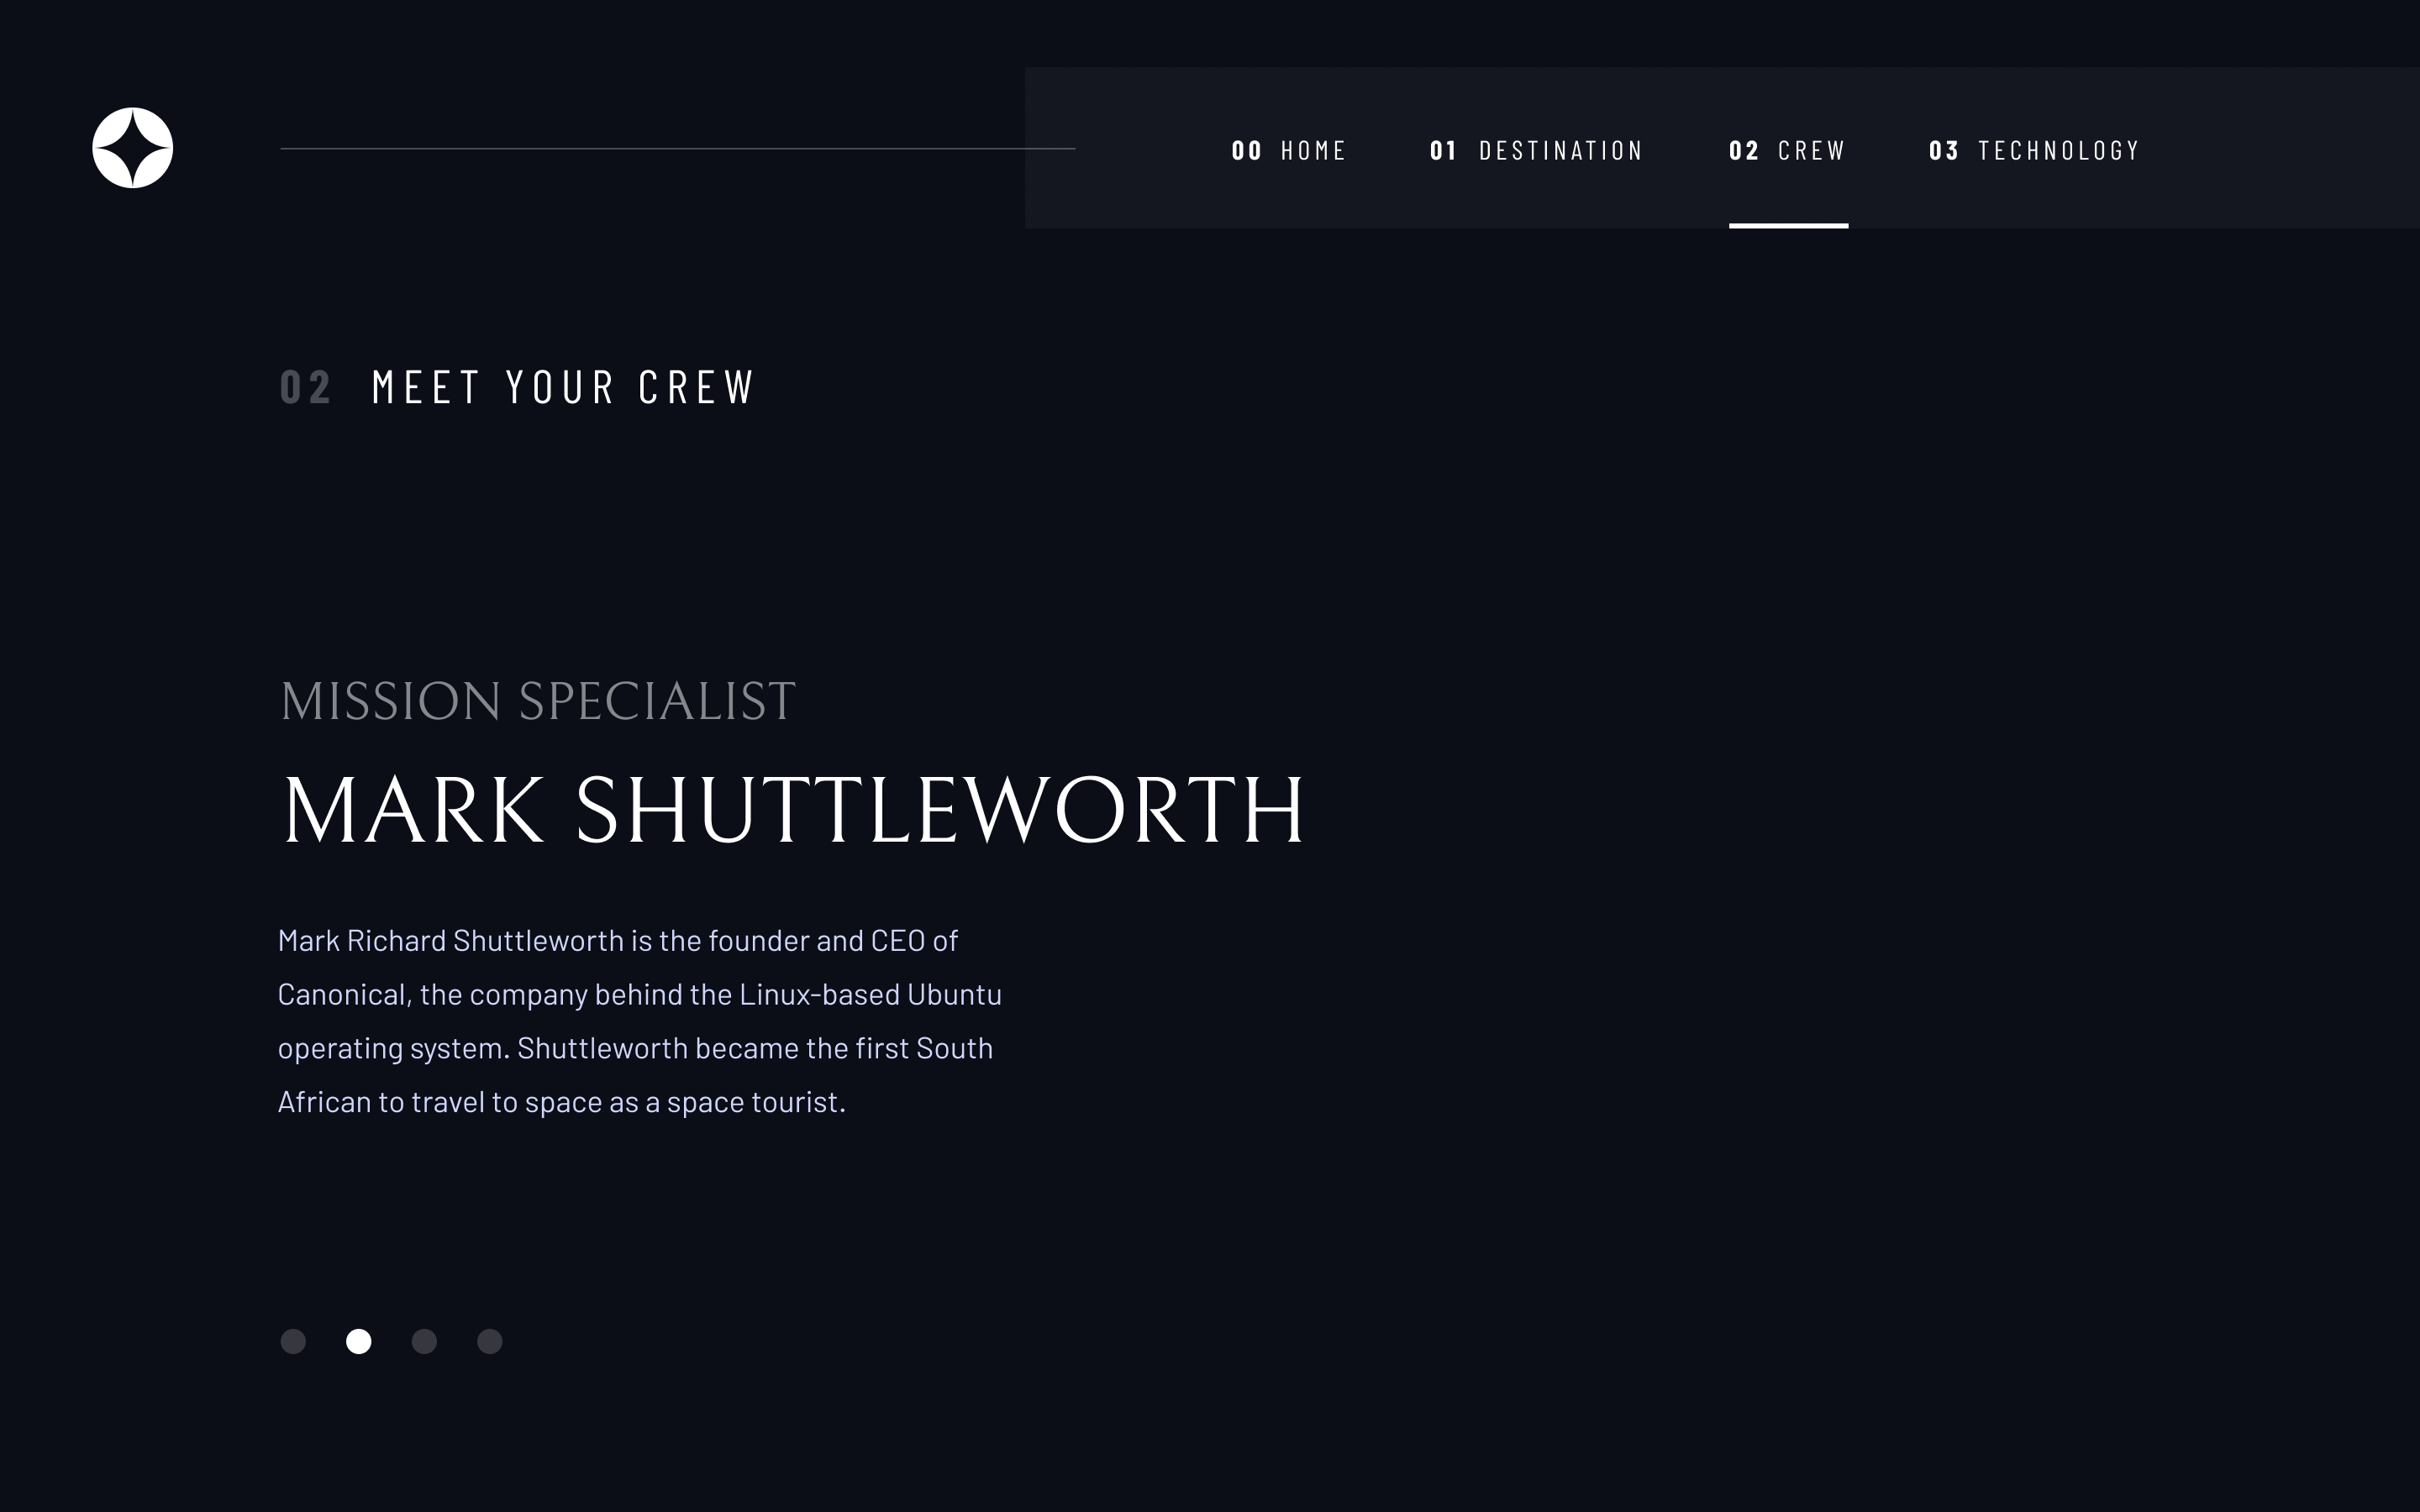 00 HOME 01 DESTINATION 02 CREW 03 TECHNOLOGY
02 MEET YOUR CREW
MISSION SPECIALIST
MARK SHUTTLEWORTH
Mark Richard Shuttleworth is the founder and CEO of
Canonical, the company behind the Linux-based Ubuntu
operating system. Shuttleworth became the first South
African to travel to space as a space tourist.